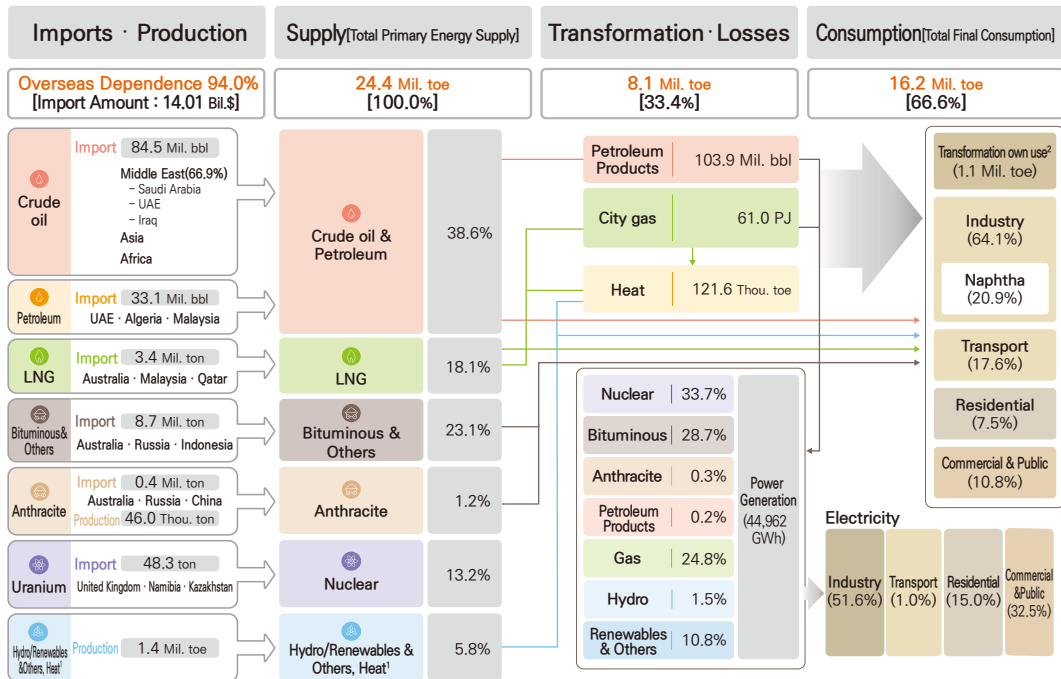 Imports · Production
Supply[Total Primary Energy Supply]
Transformation · Losses
Consumption[Total Final Consumption]
Overseas Dependence 94.0%
[Import Amount : 14.01 Bil.$]
24.4 Mil. toe
[100.0%]
8.1 Mil. toe
[33.4%]
16.2 Mil. toe
[66.6%]
Crude
oil
Import 84.5 Mil. bbl
Middle East(66.9%)
– Saudi Arabia
– UAE
– Iraq
Asia
Africa
Petroleum
Import 33.1 Mil. bbl
UAE · Algeria · Malaysia
LNG
Import 3.4 Mil. ton
Australia · Malaysia · Qatar
Bituminous&
Others
Import 8.7 Mil. ton
Australia · Russia · Indonesia
Anthracite
Import 0.4 Mil. ton
Australia · Russia · China
Production 46.0 Thou. ton
Uranium
Import 48.3 ton
United Kingdom · Namibia · Kazakhstan
Hydro/Renewables
&Others, Heat¹
Production 1.4 Mil. toe
Crude oil &
Petroleum
38.6%
LNG
18.1%
Bituminous &
Others
23.1%
Anthracite
1.2%
Nuclear
13.2%
Hydro/Renewables &
Others, Heat¹
5.8%
Petroleum
Products
103.9 Mil. bbl
City gas
61.0 PJ
Heat
121.6 Thou. toe
Nuclear 33.7%
Bituminous 28.7%
Anthracite 0.3%
Petroleum
Products
0.2%
Gas 24.8%
Hydro 1.5%
Renewables
& Others
10.8%
Power
Generation
(44,962
GWh)
Transformation own use²
(1.1 Mil. toe)
Industry
(64.1%)
Naphtha
(20.9%)
Transport
(17.6%)
Residential
(7.5%)
Commercial & Public
(10.8%)
Electricity
Industry
(51.6%)
Transport
(1.0%)
Residential
(15.0%)
Commercial
&Public
(32.5%)